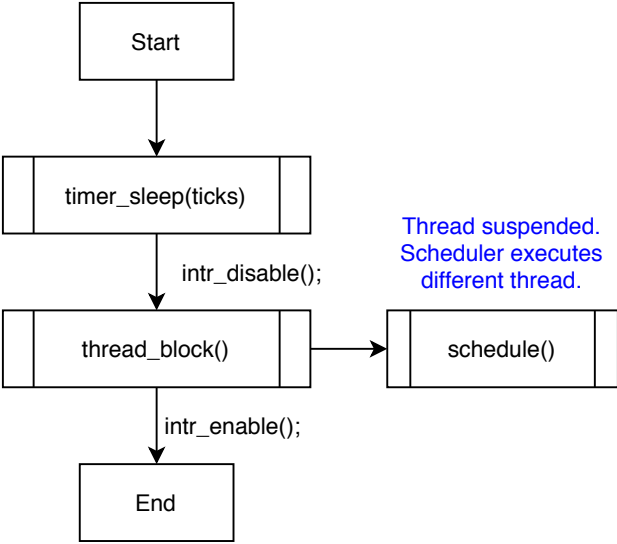 Start
timer_sleep(ticks)
intr_disable();
Thread suspended.
Scheduler executes
different thread.
thread_block()
schedule()
intr_enable();
End